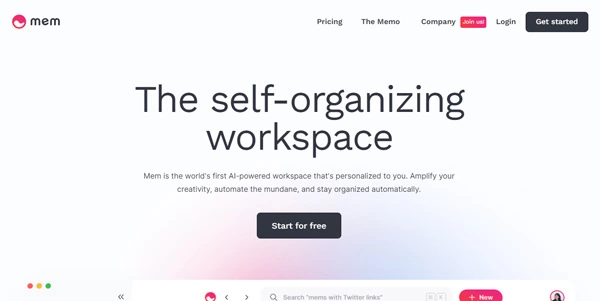 mem
Pricing
The Memo
Company
Join us!
Login
Get started
The self-organizing
workspace
Mem is the world's first AI-powered workspace that's personalized to you. Amplify your
creativity, automate the mundane, and stay organized automatically.
Start for free
Search "mems with Twitter links"
+ New